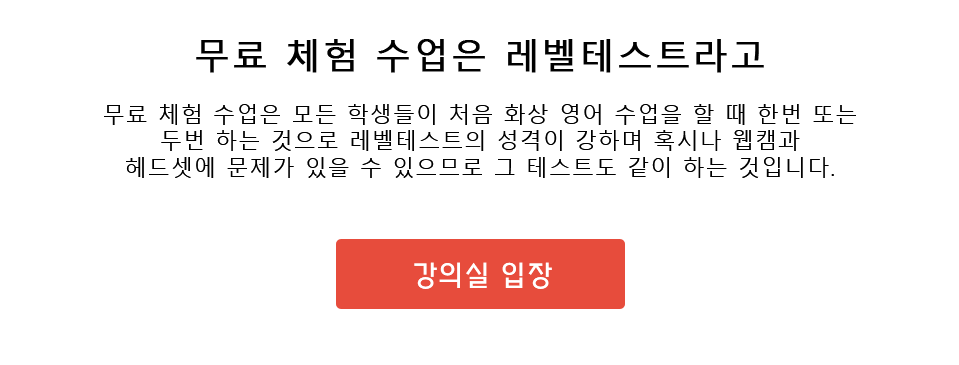 무료 체험 수업은 레벨테스트라고
무료 체험 수업은 모든 학생들이 처음 화상 영어 수업을 할 때 한번 또는
두번 하는 것으로 레벨테스트의 성격이 강하며 혹시나 웹캠과
헤드셋에 문제가 있을 수 있으므로 그 테스트도 같이 하는 것입니다.
강의실 입장